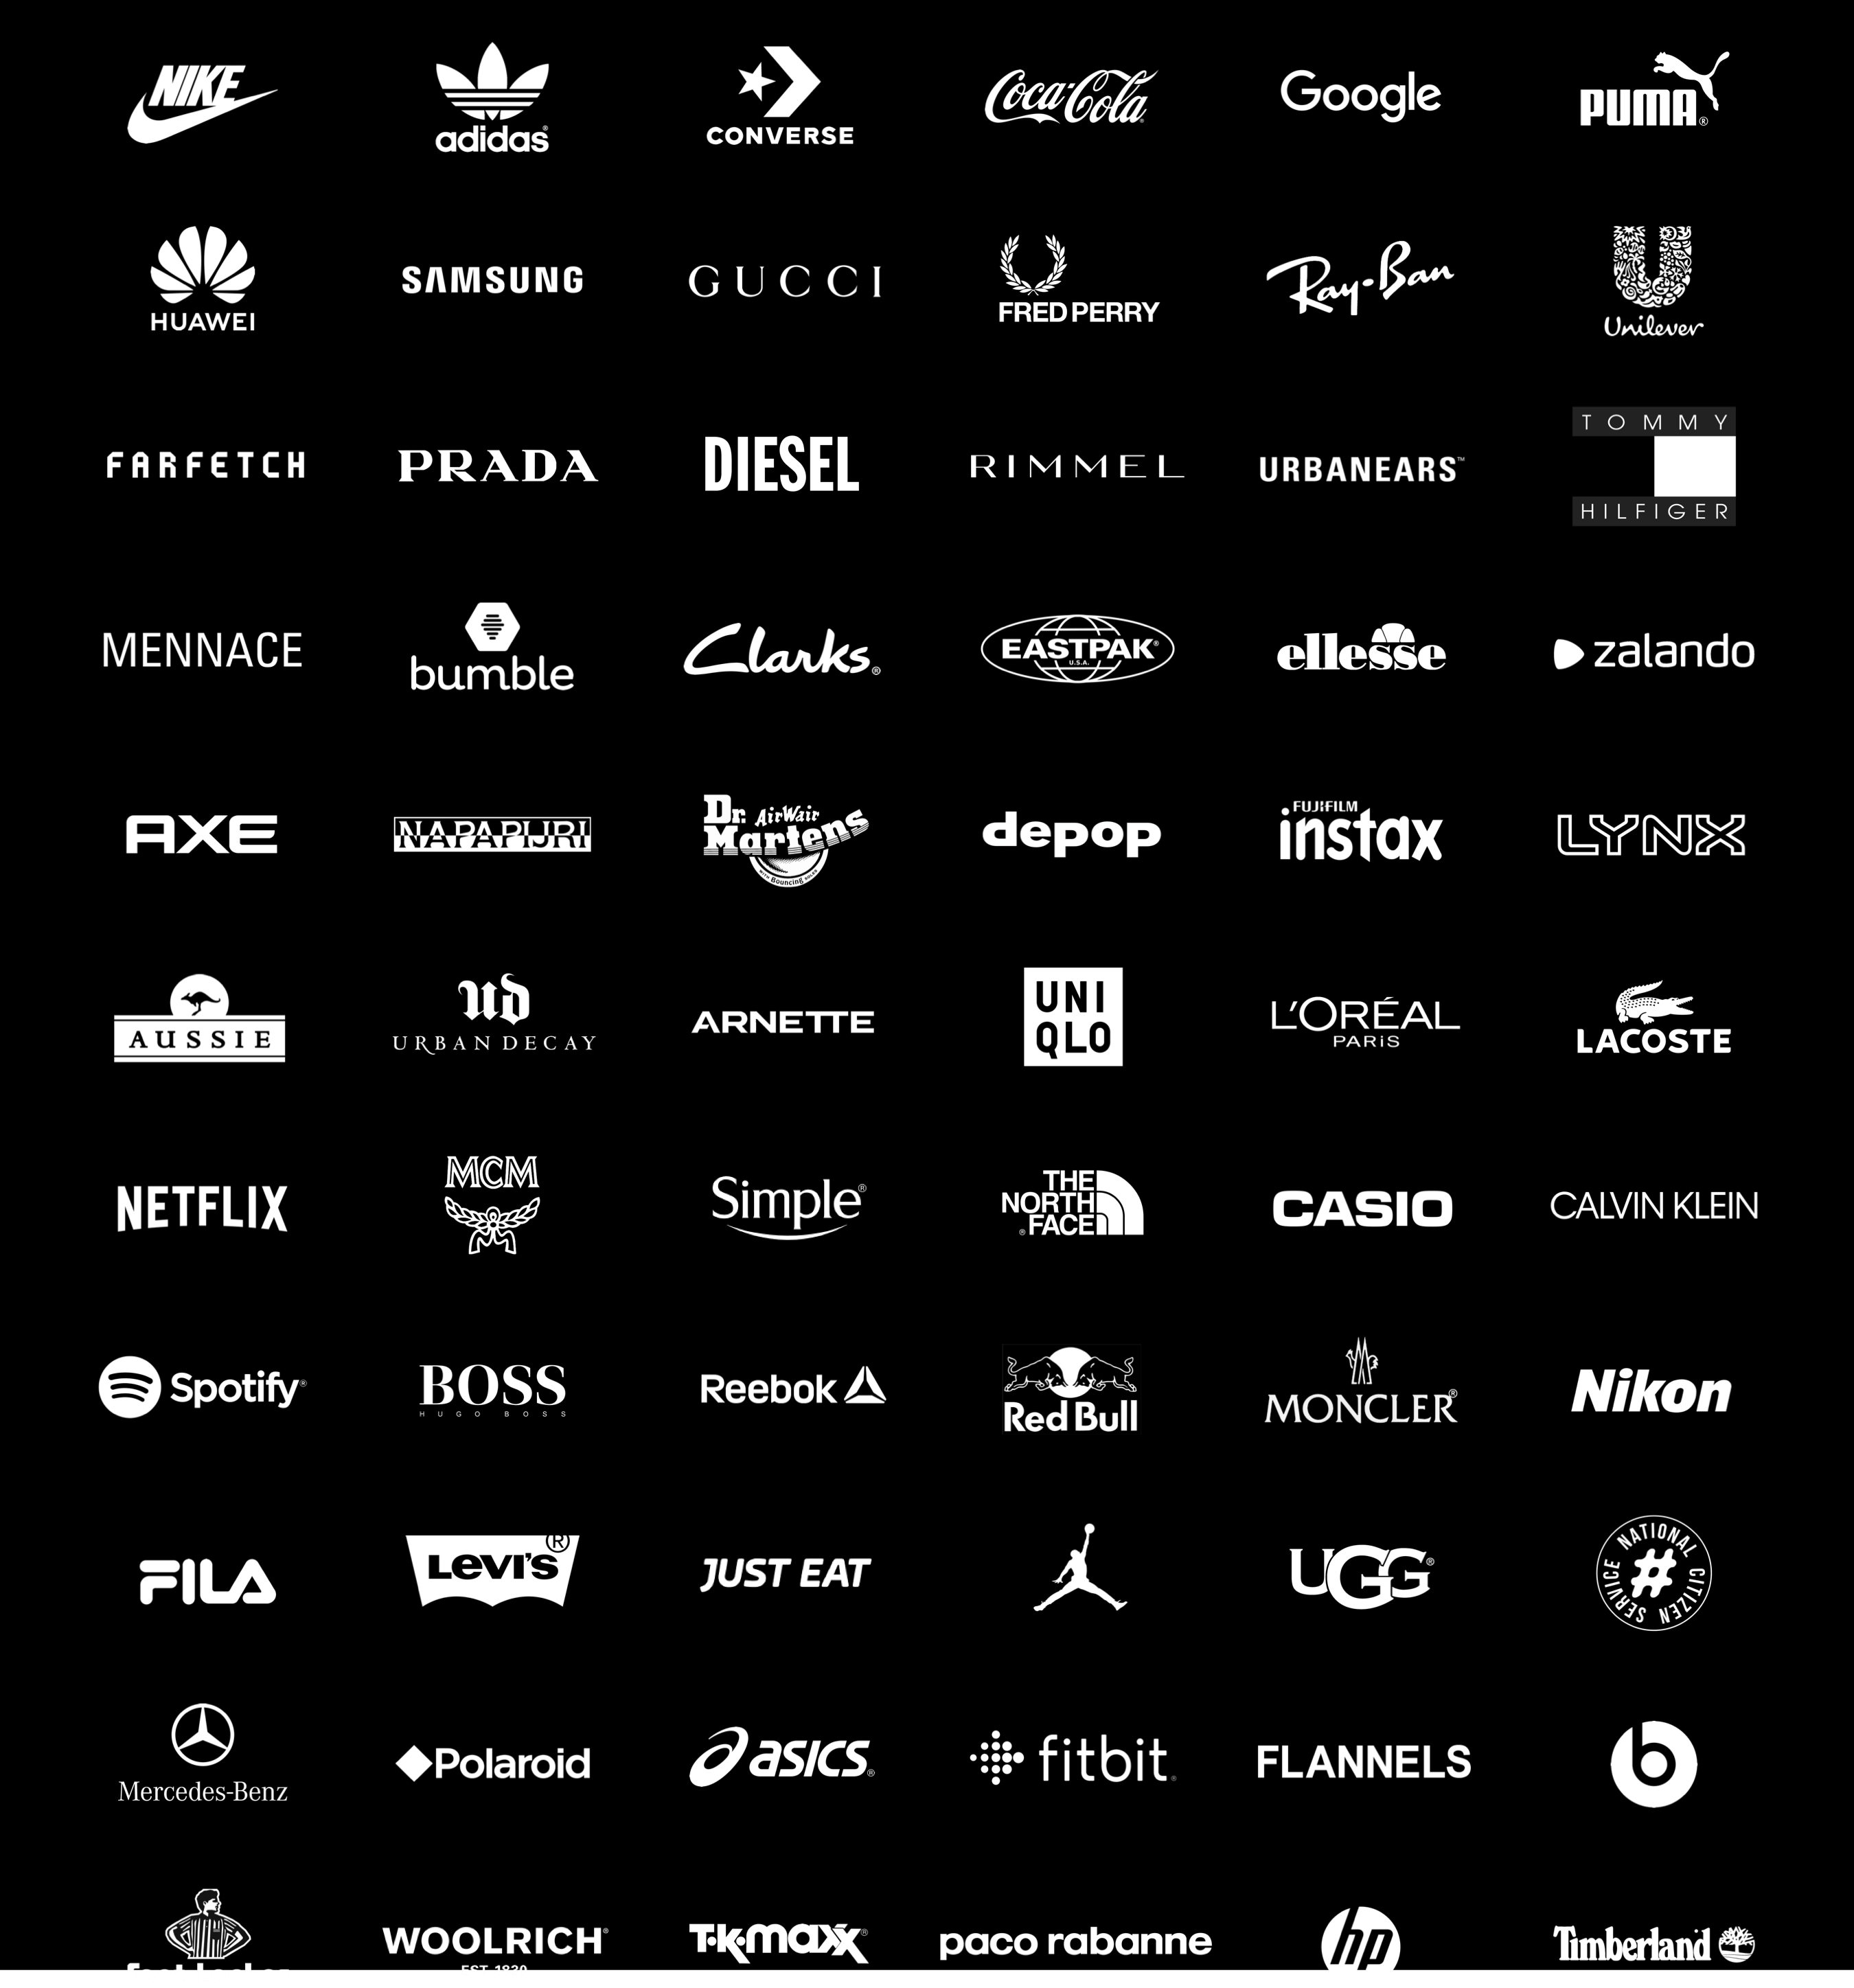 NIKE
adidas®
CONVERSE
Coca-Cola
Google
PUMA®
HUAWEI
SAMSUNG
GUCCI
FRED PERRY
Ray-Ban
Unilever
FARFETCH
PRADA
DIESEL
RIMMEL
URBANEARS™
TOMMY
HILFIGER
MENNACE
bumble
Clarks®
EASTPAK®
U.S.A.
ellesse
zalando
AXE
NAPAPIJRI
Dr. AirWair
Martens
WITH Bouncing SOLES
depop
FUJIFILM
instax
LYNX
AUSSIE
ud
URBAN DECAY
ARNETTE
UNI
QLO
L'ORÉAL
PARiS
LACOSTE
NETFLIX
MCM
Simple®
THE
NORTH
® FACE
CASIO
CALVIN KLEIN
Spotify®
BOSS
HUGO BOSS
Reebok
Red Bull
MONCLER®
Nikon
FILA
LEVI'S ®
JUST EAT
UGG®
NATIONAL CITIZEN SERVICE
#
Mercedes-Benz
Polaroid
asics®
fitbit®
FLANNELS
b
WOOLRICH®
EST. 1830
T·K·maxx®
paco rabanne
hp
Timberland